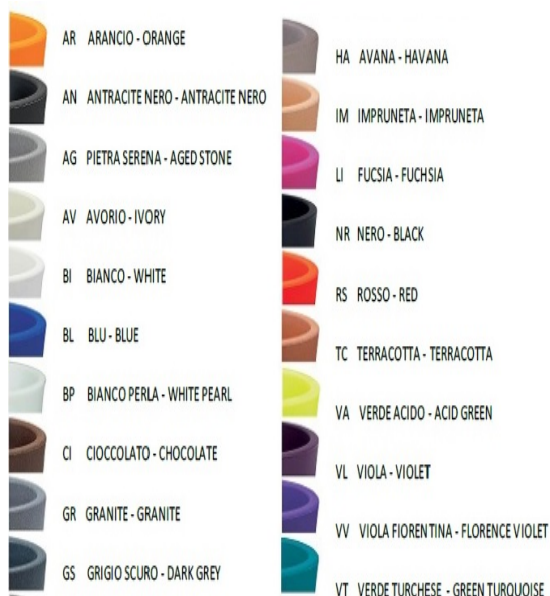 AR ARANCIO - ORANGE
AN ANTRACITE NERO - ANTRACITE NERO
AG PIETRA SERENA - AGED STONE
AV AVORIO - IVORY
BI BIANCO - WHITE
BL BLU - BLUE
BP BIANCO PERLA - WHITE PEARL
CI CIOCCOLATO - CHOCOLATE
GR GRANITE - GRANITE
GS GRIGIO SCURO - DARK GREY
HA AVANA - HAVANA
IM IMPRUNETA - IMPRUNETA
LI FUCSIA - FUCHSIA
NR NERO - BLACK
RS ROSSO - RED
TC TERRACOTTA - TERRACOTTA
VA VERDE ACIDO - ACID GREEN
VL VIOLA - VIOLET
VV VIOLA FIORENTINA - FLORENCE VIOLET
VT VERDE TURCHESE - GREEN TURQUOISE